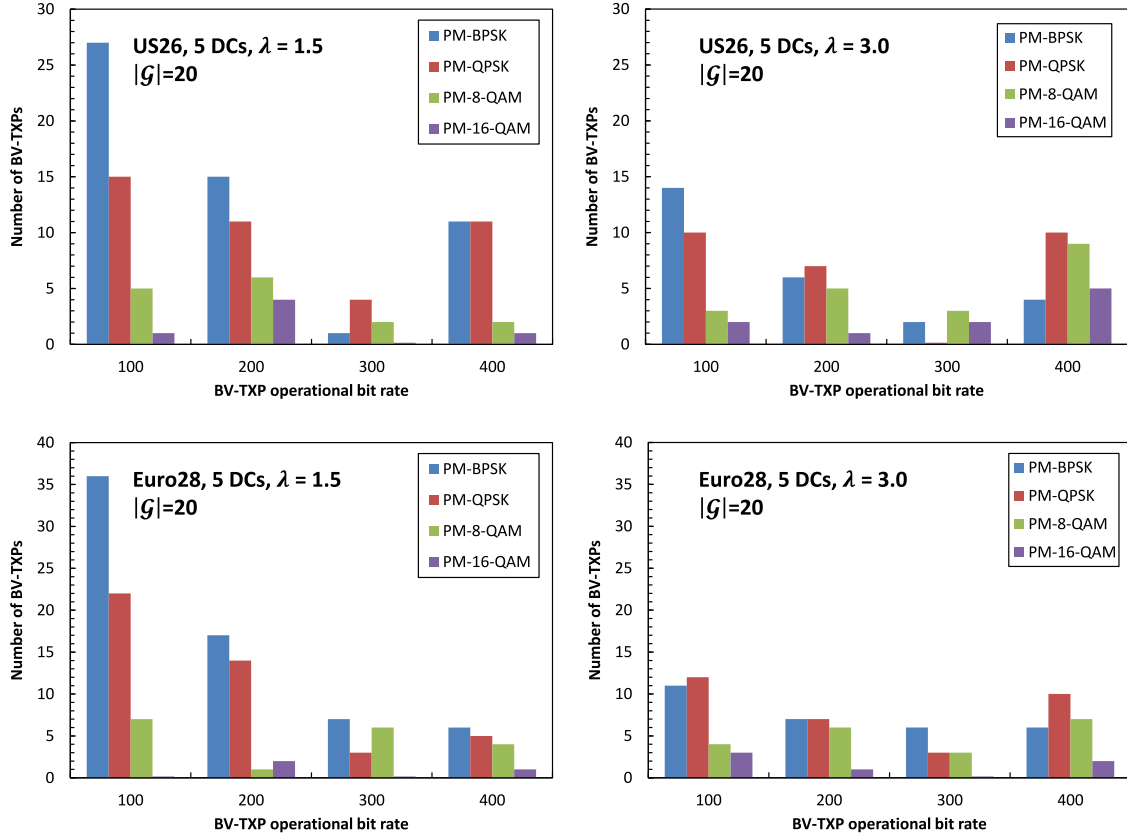 US26, 5 DCs, λ = 1.5
|𝒢|=20
PM-BPSK
PM-QPSK
PM-8-QAM
PM-16-QAM
Number of BV-TXPs
30
25
20
15
10
5
0
100 200 300 400
BV-TXP operational bit rate
US26, 5 DCs, λ = 3.0
|𝒢|=20
PM-BPSK
PM-QPSK
PM-8-QAM
PM-16-QAM
Number of BV-TXPs
30
25
20
15
10
5
0
100 200 300 400
BV-TXP operational bit rate
Euro28, 5 DCs, λ = 1.5
|𝒢|=20
PM-BPSK
PM-QPSK
PM-8-QAM
PM-16-QAM
Number of BV-TXPs
40
35
30
25
20
15
10
5
0
100 200 300 400
BV-TXP operational bit rate
Euro28, 5 DCs, λ = 3.0
|𝒢|=20
PM-BPSK
PM-QPSK
PM-8-QAM
PM-16-QAM
Number of BV-TXPs
40
35
30
25
20
15
10
5
0
100 200 300 400
BV-TXP operational bit rate